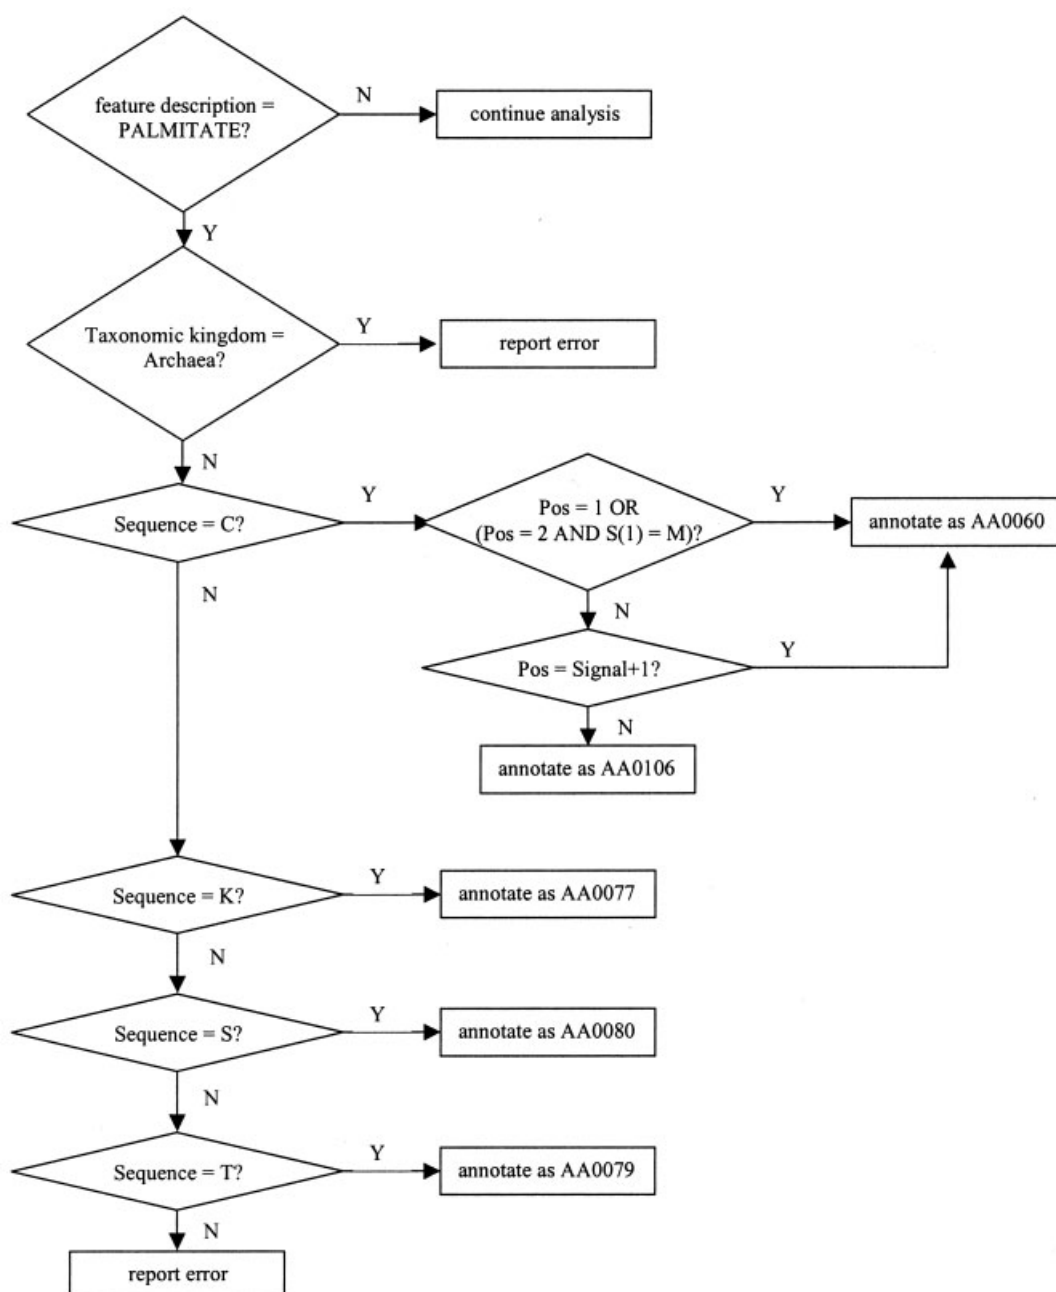 feature description =
PALMITATE?
N
continue analysis
Y
Taxonomic kingdom =
Archaea?
Y
report error
N
Sequence = C?
Y
Pos = 1 OR
(Pos = 2 AND S(1) = M)?
Y
annotate as AA0060
N
N
Pos = Signal+1?
Y
N
annotate as AA0106
Sequence = K?
Y
annotate as AA0077
N
Sequence = S?
Y
annotate as AA0080
N
Sequence = T?
Y
annotate as AA0079
N
report error